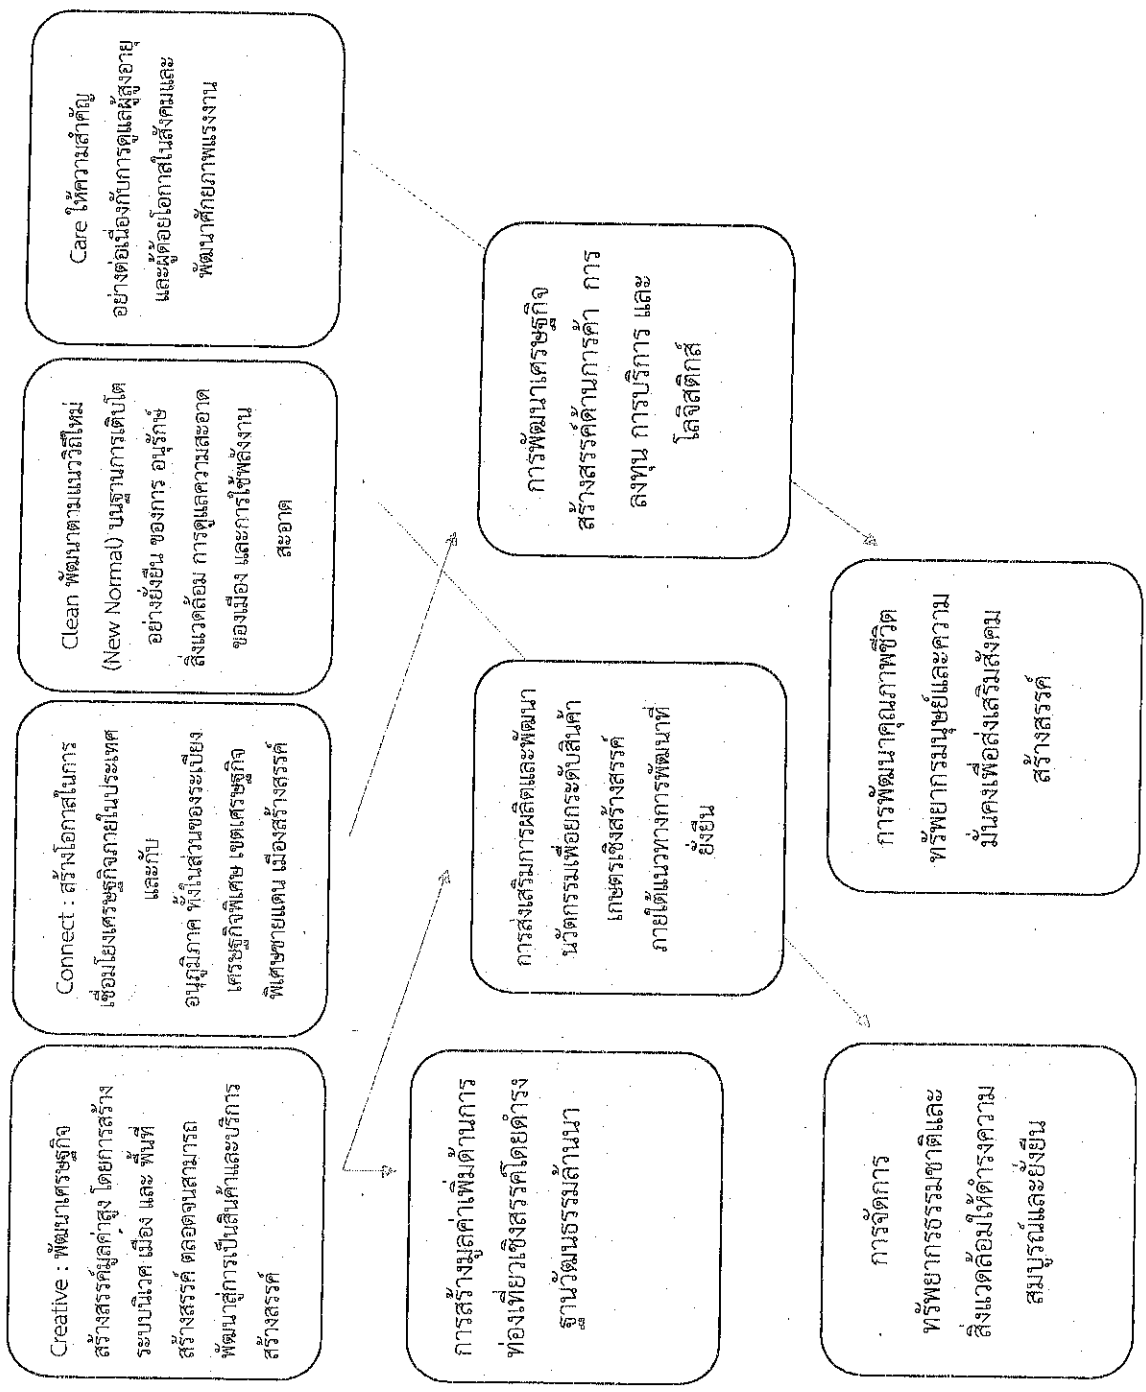 Creative : พัฒนาเศรษฐกิจ
สร้างสรรค์มูลค่าสูง โดยการสร้าง
ระบบนิเวศ เมือง และ พื้นที่
สร้างสรรค์ ตลอดจนสามารถ
พัฒนาสู่การเป็นสินค้าและบริการ
สร้างสรรค์
Connect : สร้างโอกาสในการ
เชื่อมโยงเศรษฐกิจภายในประเทศ
และกับ
อนุภูมิภาค ทั้งในส่วนของระเบียง
เศรษฐกิจพิเศษ เขตเศรษฐกิจ
พิเศษชายแดน เมืองสร้างสรรค์
Clean พัฒนาตามแนววิถีใหม่
(New Normal) บนฐานการเติบโต
อย่างยั่งยืน ของการ อนุรักษ์
สิ่งแวดล้อม การดูแลความสะอาด
ของเมือง และการใช้พลังงาน
สะอาด
Care ให้ความสำคัญ
อย่างต่อเนื่องกับการดูแลผู้สูงอายุ
และผู้ด้อยโอกาสในสังคมและ
พัฒนาศักยภาพแรงงาน
การสร้างมูลค่าเพิ่มด้านการ
ท่องเที่ยวเชิงสรรค์โดยดำรง
ฐานวัฒนธรรมล้านนา
การส่งเสริมการผลิตและพัฒนา
นวัตกรรมเพื่อยกระดับสินค้า
เกษตรเชิงสร้างสรรค์
ภายใต้แนวทางการพัฒนาที่
ยั่งยืน
การพัฒนาเศรษฐกิจ
สร้างสรรค์ด้านการค้า การ
ลงทุน การบริการ และ
โลจิสติกส์
การจัดการ
ทรัพยากรธรรมชาติและ
สิ่งแวดล้อมให้ดำรงความ
สมบูรณ์และยั่งยืน
การพัฒนาคุณภาพชีวิต
ทรัพยากรมนุษย์และความ
มั่นคงเพื่อส่งเสริมสังคม
สร้างสรรค์